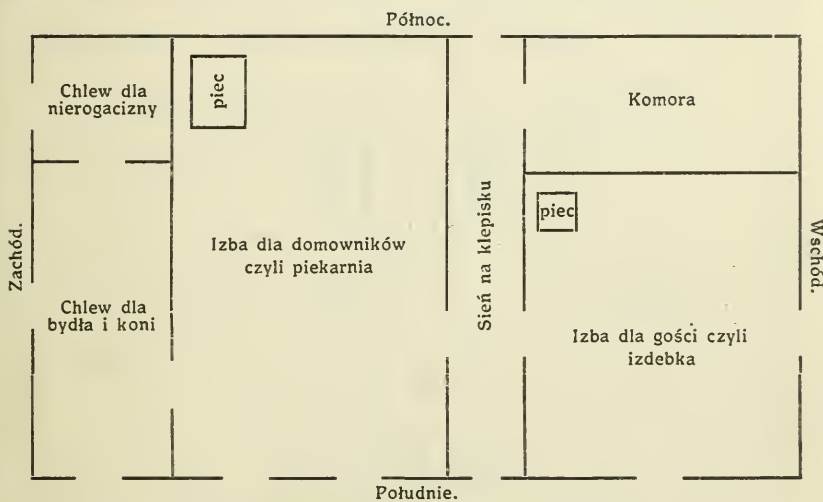 Północ.
Chlew dla
nierogacizny
piec
Komora
Zachód.
Izba dla domowników
czyli piekarnia
Sień na klepisku
piec
Wschód.
Chlew dla
bydła i koni
Izba dla gości czyli
izdebka
Południe.